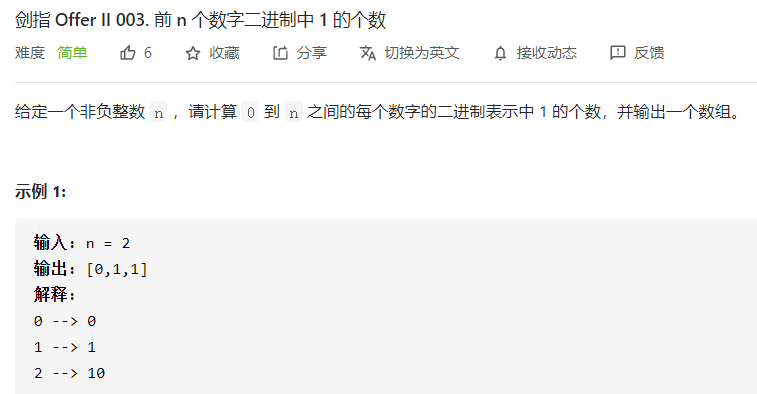 剑指 Offer II 003. 前 n 个数字二进制中 1 的个数
难度 简单 6 收藏 分享 切换为英文 接收动态 反馈
给定一个非负整数 n ，请计算 0 到 n 之间的每个数字的二进制表示中 1 的个数，并输出一个数组。
示例 1:
输入：n = 2
输出：[0,1,1]
解释：
0 --> 0
1 --> 1
2 --> 10